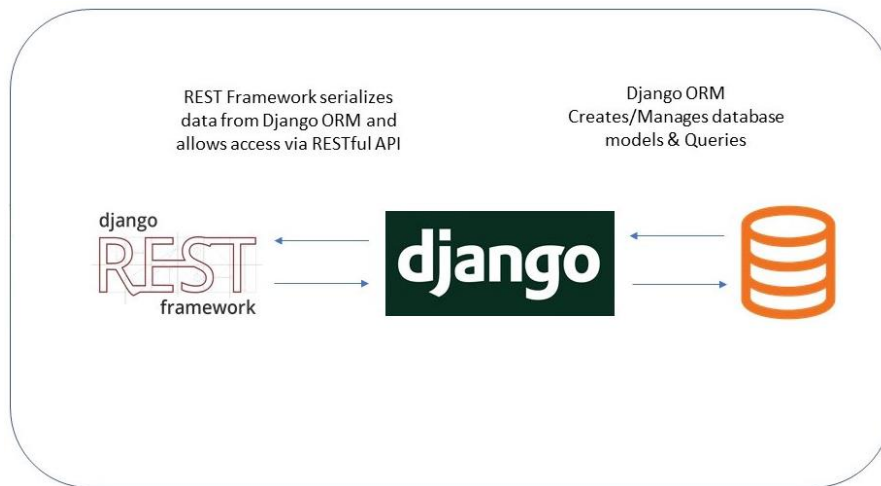 REST Framework serializes
data from Django ORM and
allows access via RESTful API
Django ORM
Creates/Manages database
models & Queries
django
REST
framework
django